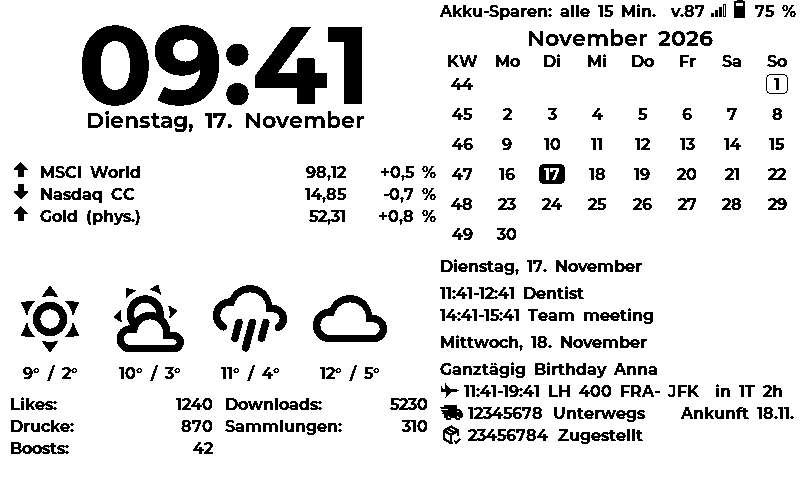 Akku-Sparen: alle 15 Min. v.87 75 %
09:41
Dienstag, 17. November
MSCI World 98,12 +0,5 %
Nasdaq CC 14,85 -0,7 %
Gold (phys.) 52,31 +0,8 %
9° / 2° 10° / 3° 11° / 4° 12° / 5°
Likes: 1240 Downloads: 5230
Drucke: 870 Sammlungen: 310
Boosts: 42
November 2026
KW Mo Di Mi Do Fr Sa So
44 1
45 2 3 4 5 6 7 8
46 9 10 11 12 13 14 15
47 16 17 18 19 20 21 22
48 23 24 25 26 27 28 29
49 30
Dienstag, 17. November
11:41-12:41 Dentist
14:41-15:41 Team meeting
Mittwoch, 18. November
Ganztägig Birthday Anna
11:41-19:41 LH 400 FRA- JFK in 1T 2h
12345678 Unterwegs Ankunft 18.11.
23456784 Zugestellt